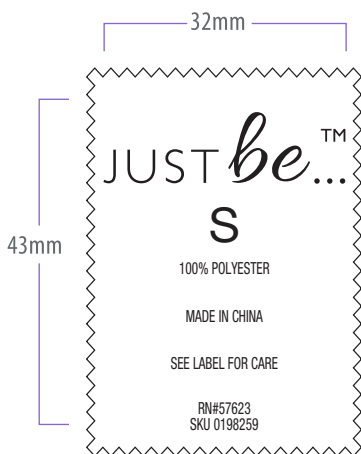 32mm
43mm
JUST be...™
S
100% POLYESTER
MADE IN CHINA
SEE LABEL FOR CARE
RN#57623
SKU 0198259